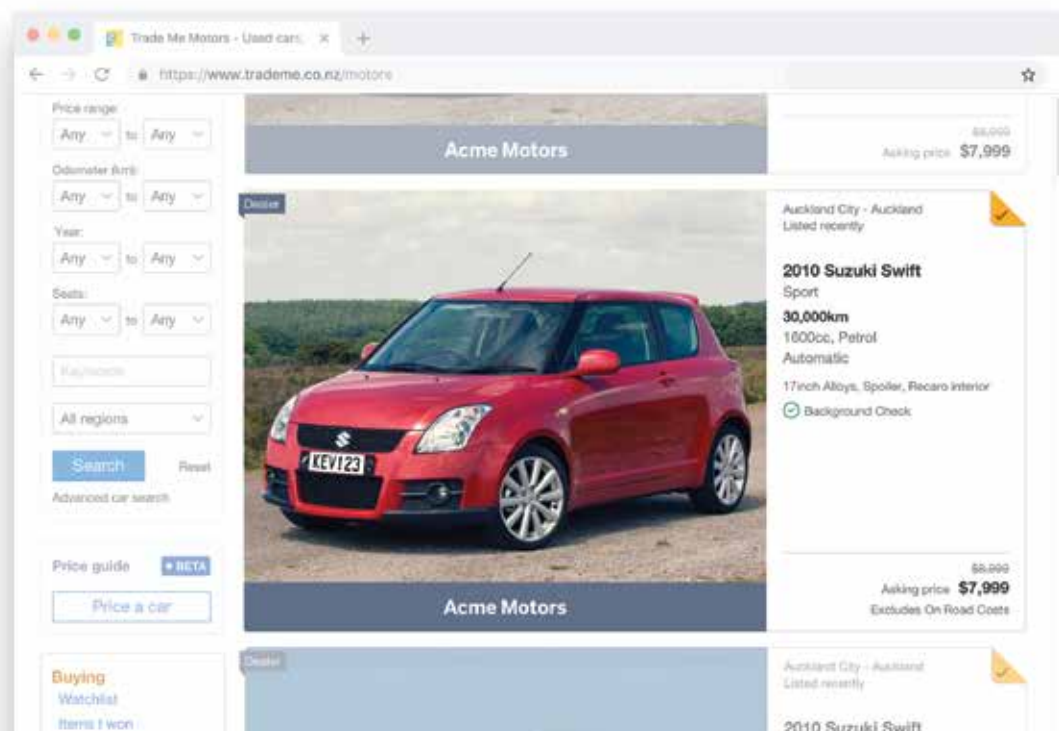 Trade Me Motors - Used cars,
https://www.trademe.co.nz/motors
Price range:
Any to Any
Odometer (km):
Any to Any
Year:
Any to Any
Seats:
Any to Any
Keywords
All regions
Search Reset
Advanced car search
Price guide BETA
Price a car
Buying
Watchlist
Items I won
Acme Motors
$8,999
Asking price $7,999
Dealer
KEV123
Acme Motors
Auckland City - Auckland
Listed recently
2010 Suzuki Swift
Sport
30,000km
1600cc, Petrol
Automatic
17inch Alloys, Spoiler, Recaro interior
Background Check
$8,999
Asking price $7,999
Excludes On Road Costs
Dealer
Auckland City - Auckland
Listed recently
2010 Suzuki Swift